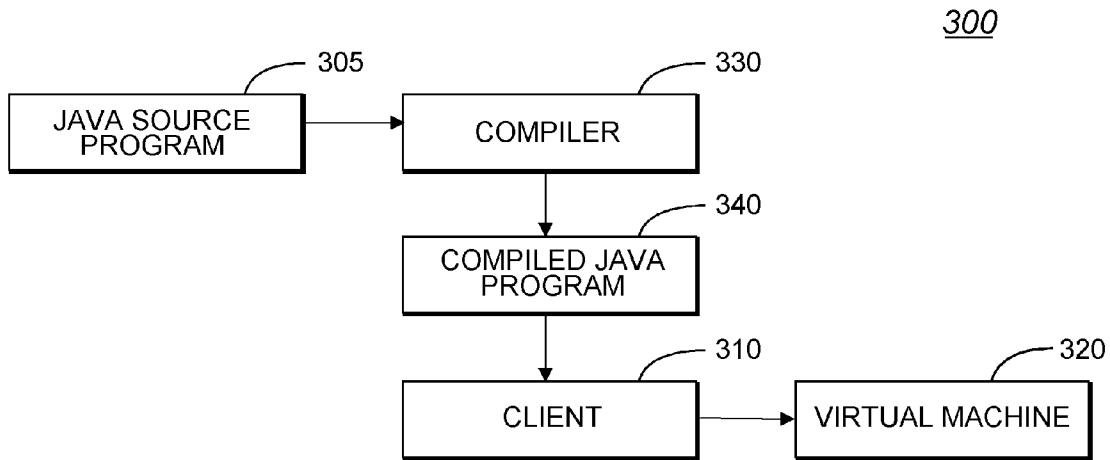 300
305
330
JAVA SOURCE
PROGRAM
COMPILER
340
COMPILED JAVA
PROGRAM
310
320
CLIENT
VIRTUAL MACHINE